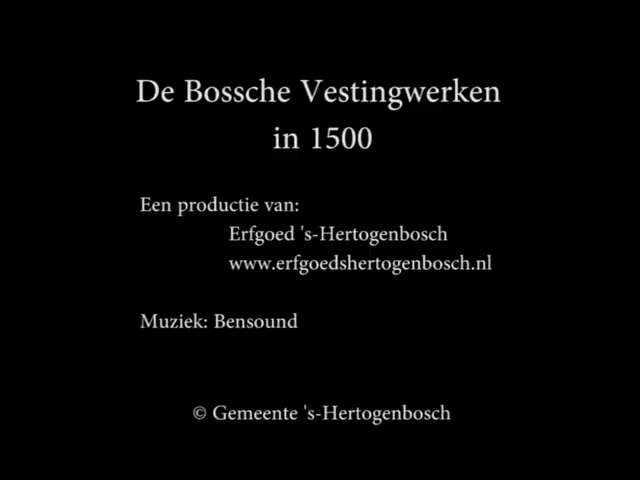 De Bossche Vestingwerken
in 1500
Een productie van:
Erfgoed 's-Hertogenbosch
www.erfgoedshertogenbosch.nl
Muziek: Bensound
© Gemeente 's-Hertogenbosch